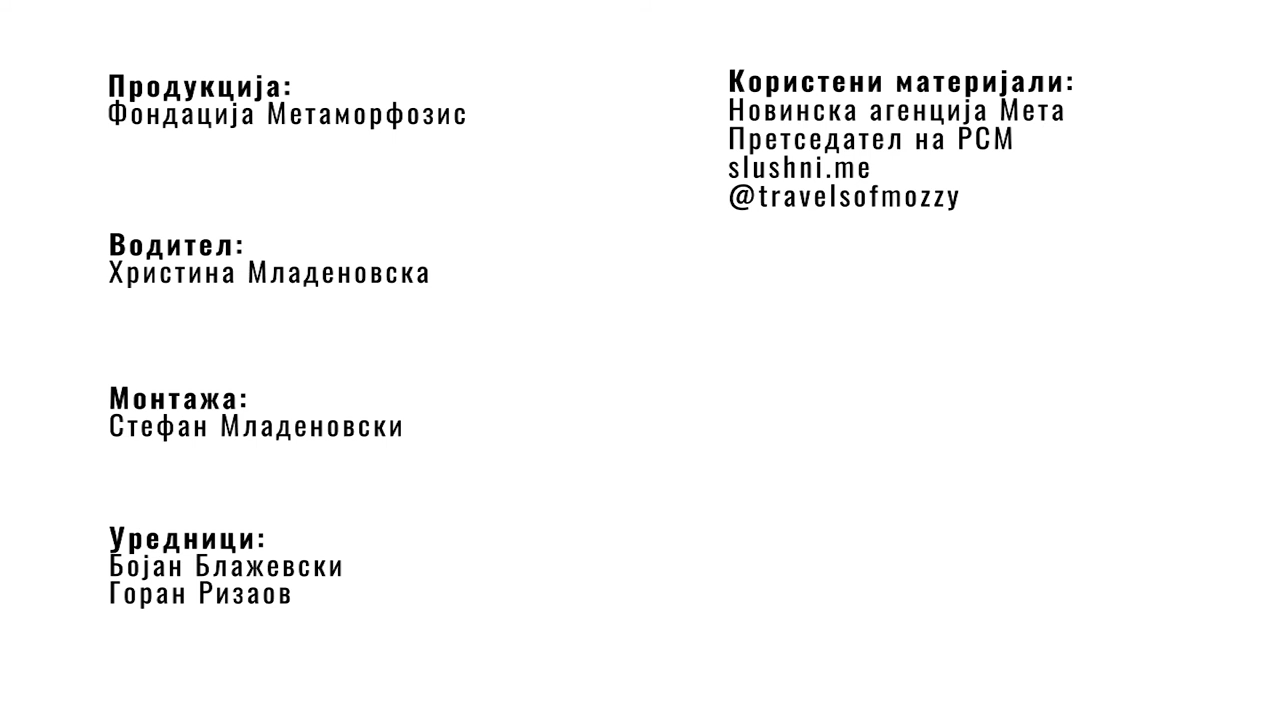 Продукција:
Фондација Метаморфозис
Водител:
Христина Младеновска
Монтажа:
Стефан Младеновски
Уредници:
Бојан Блажевски
Горан Ризаов
Користени материјали:
Новинска агенција Мета
Претседател на РСМ
slushni.me
@travelsofmozzy